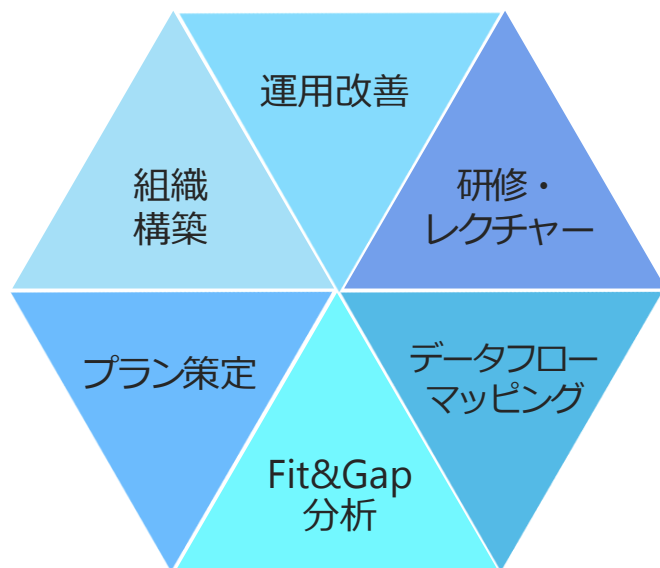 運用改善
組織
構築
研修・
レクチャー
プラン策定
データフロー
マッピング
Fit&Gap
分析